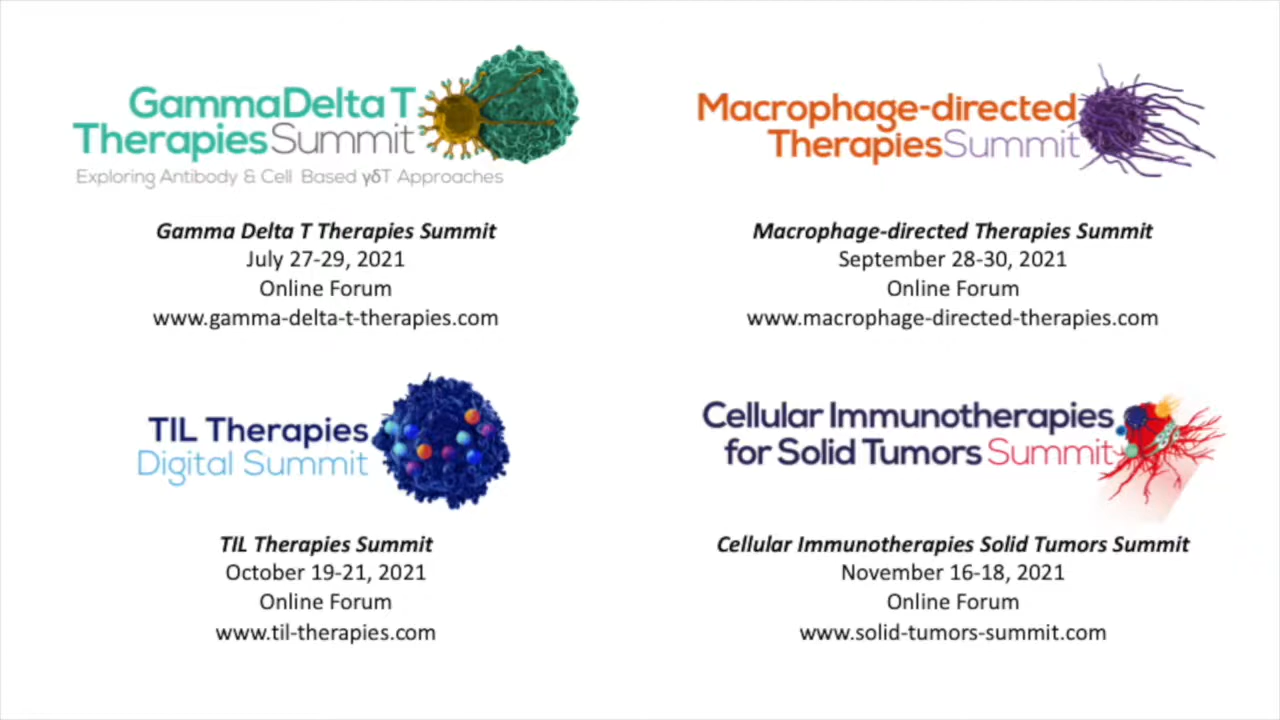 GammaDelta T
Therapies Summit
Exploring Antibody & Cell Based γδT Approaches
Gamma Delta T Therapies Summit
July 27-29, 2021
Online Forum
www.gamma-delta-t-therapies.com
Macrophage-directed
Therapies Summit
Macrophage-directed Therapies Summit
September 28-30, 2021
Online Forum
www.macrophage-directed-therapies.com
TIL Therapies
Digital Summit
TIL Therapies Summit
October 19-21, 2021
Online Forum
www.til-therapies.com
Cellular Immunotherapies
for Solid Tumors Summit
Cellular Immunotherapies Solid Tumors Summit
November 16-18, 2021
Online Forum
www.solid-tumors-summit.com